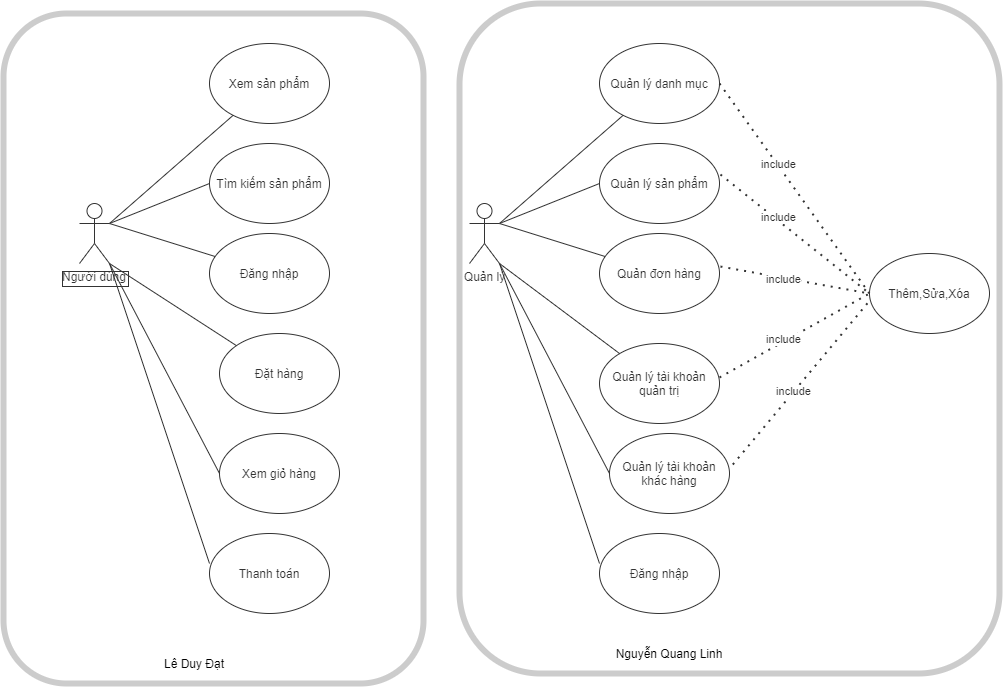 Xem sản phẩm
Tìm kiếm sản phẩm
Người dùng
Đăng nhập
Đặt hàng
Xem giỏ hàng
Thanh toán
Lê Duy Đạt
Quản lý danh mục
include
Quản lý sản phẩm
include
Quản lý
Quản đơn hàng
include
Thêm,Sửa,Xóa
include
Quản lý tài khoản
quản trị
include
Quản lý tài khoản
khác hàng
Đăng nhập
Nguyễn Quang Linh